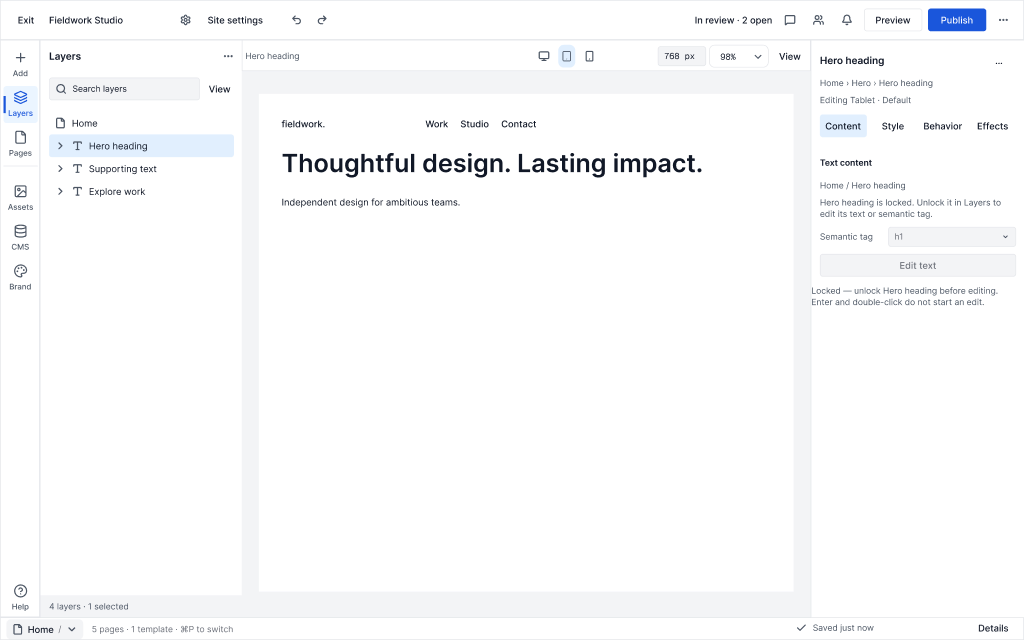 Exit Fieldwork Studio Site settings In review · 2 open Preview Publish ...
Add
Layers
Pages
Assets
CMS
Brand
Help
Layers ...
Search layers View
Home
Hero heading
Supporting text
Explore work
4 layers · 1 selected
Hero heading 768 px 98% View
fieldwork. Work Studio Contact
Thoughtful design. Lasting impact.
Independent design for ambitious teams.
Hero heading ...
Home › Hero › Hero heading
Editing Tablet · Default
Content Style Behavior Effects
Text content
Home / Hero heading
Hero heading is locked. Unlock it in Layers to
edit its text or semantic tag.
Semantic tag h1
Edit text
Locked — unlock Hero heading before editing.
Enter and double-click do not start an edit.
Home / 5 pages · 1 template · ⌘P to switch Saved just now Details